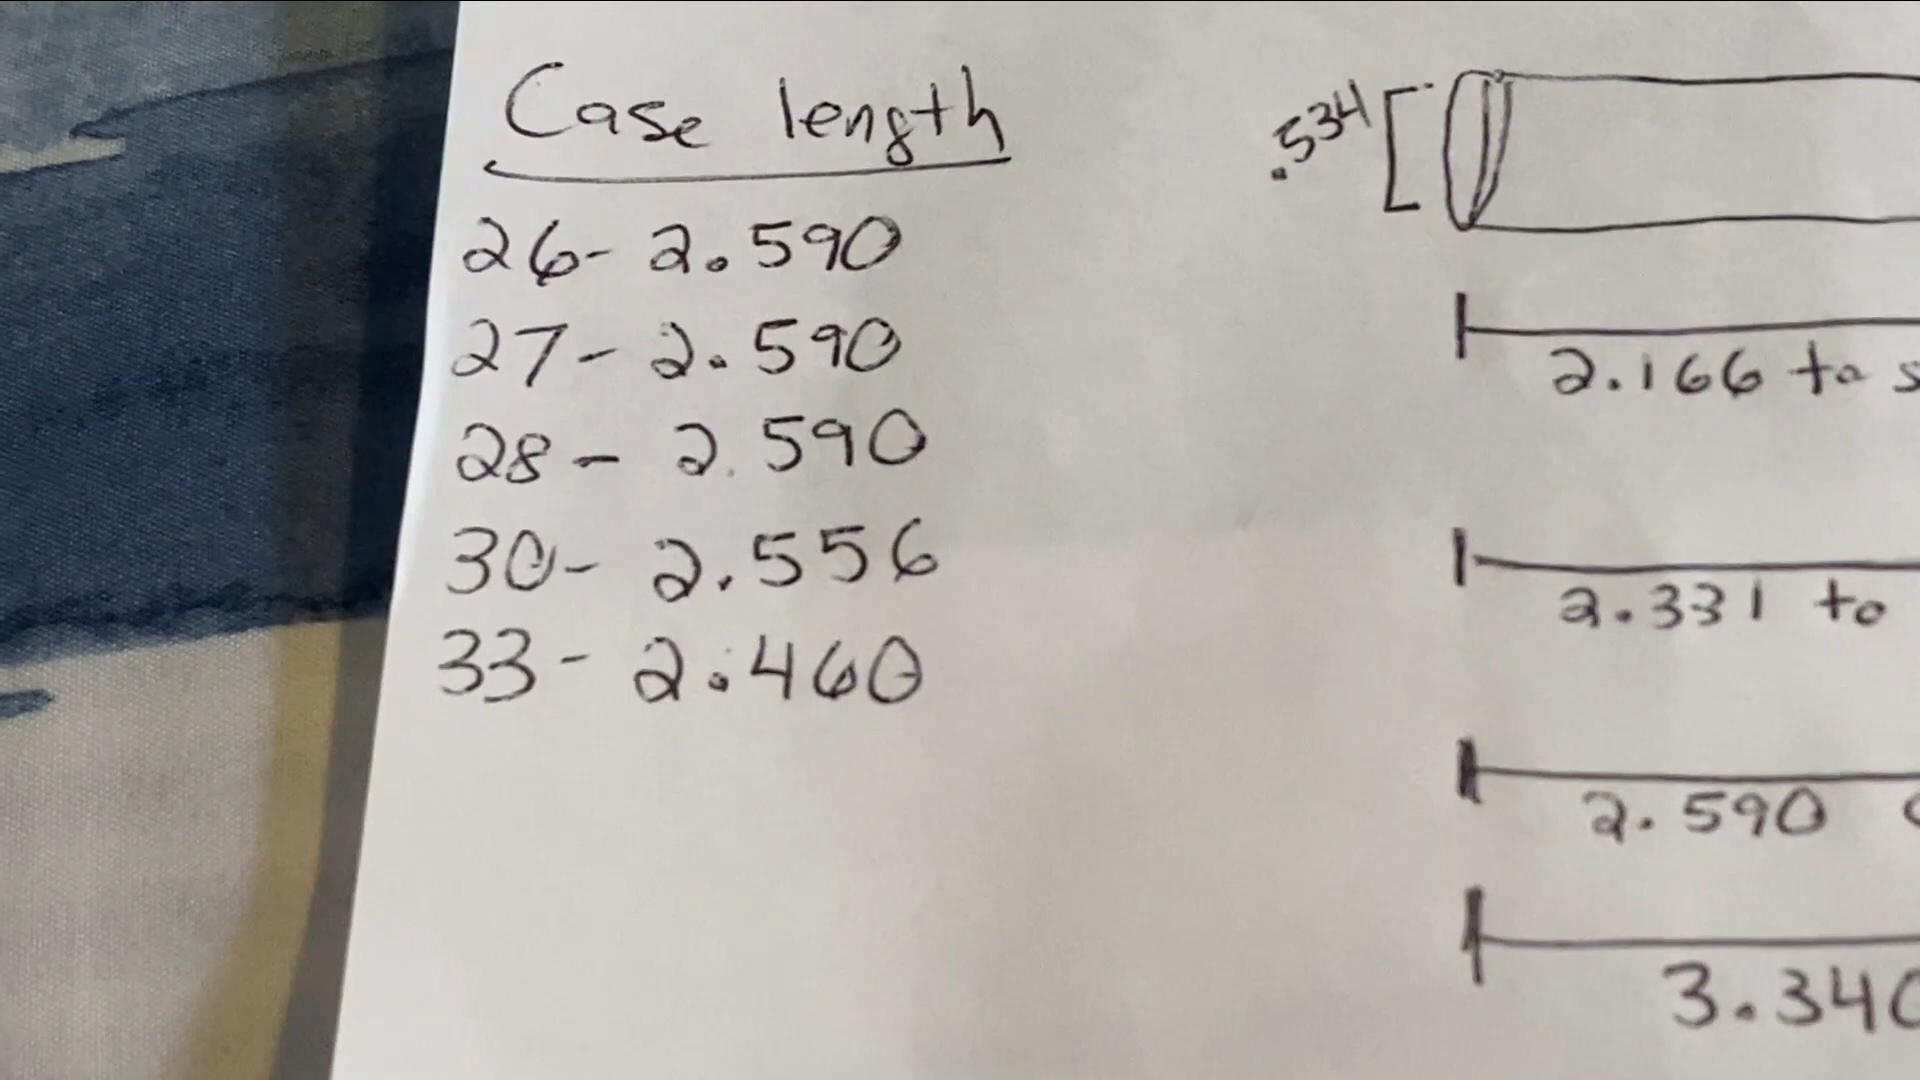 Case length
26- 2.590
27- 2.590
28- 2.590
30- 2.556
33- 2.460
.534
2.166 to
2.331 to
2.590
3.340